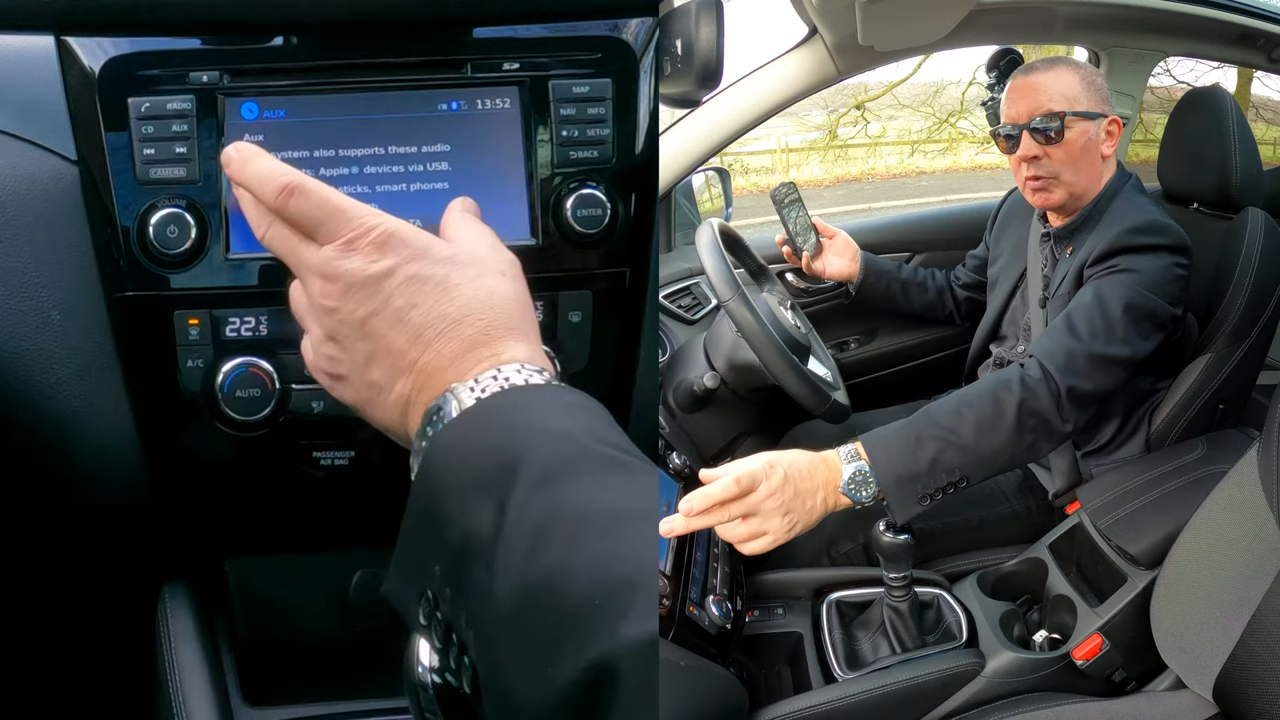 SD
RADIO
CD AUX
CAMERA
VOLUME
AUX
13:52
Aux
system also supports these audio
Apple® devices via USB,
sticks, smart phones
MAP
NAV INFO
SETUP
BACK
ENTER
22.5 °C
A/C
AUTO
PASSENGER
AIR BAG